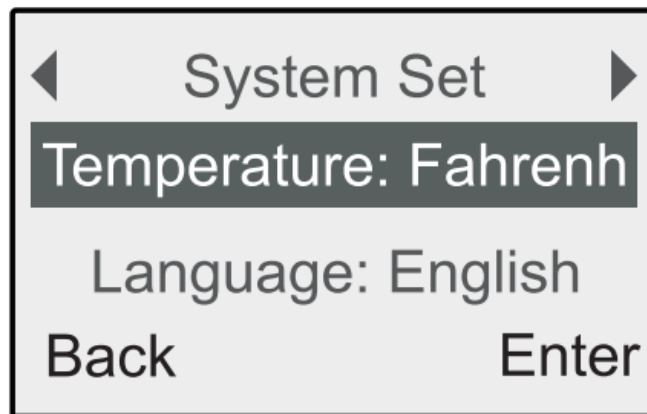 System Set
Temperature: Fahrenh
Language: English
Back Enter